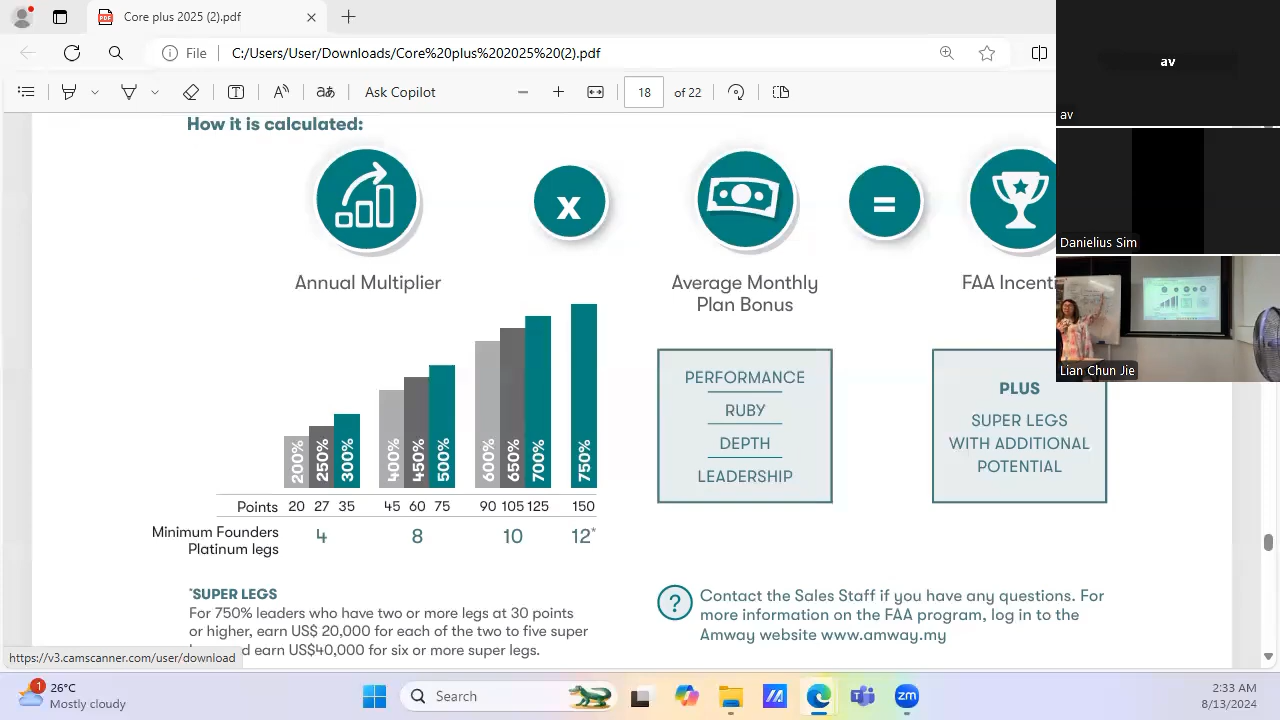 Core plus 2025 (2).pdf
File
C:/Users/User/Downloads/Core%20plus%202025%20(2).pdf
Ask Copilot
18 of 22
How it is calculated:
x
=
Annual Multiplier
Average Monthly
Plan Bonus
FAA Incenti
200% 250% 300% 400% 450% 500% 600% 650% 700% 750%
Points 20 27 35 45 60 75 90 105 125 150
Minimum Founders
Platinum legs
4 8 10 12*
PERFORMANCE
RUBY
DEPTH
LEADERSHIP
PLUS
SUPER LEGS
WITH ADDITIONAL
POTENTIAL
*SUPER LEGS
For 750% leaders who have two or more legs at 30 points
or higher, earn US$ 20,000 for each of the two to five super
d earn US$40,000 for six or more super legs.
? Contact the Sales Staff if you have any questions. For
more information on the FAA program, log in to the
Amway website www.amway.my
https://v3.camscanner.com/user/download
av
av
Danielius Sim
Lian Chun Jie
1
26°C
Mostly cloudy
Search
zm
2:33 AM
8/13/2024